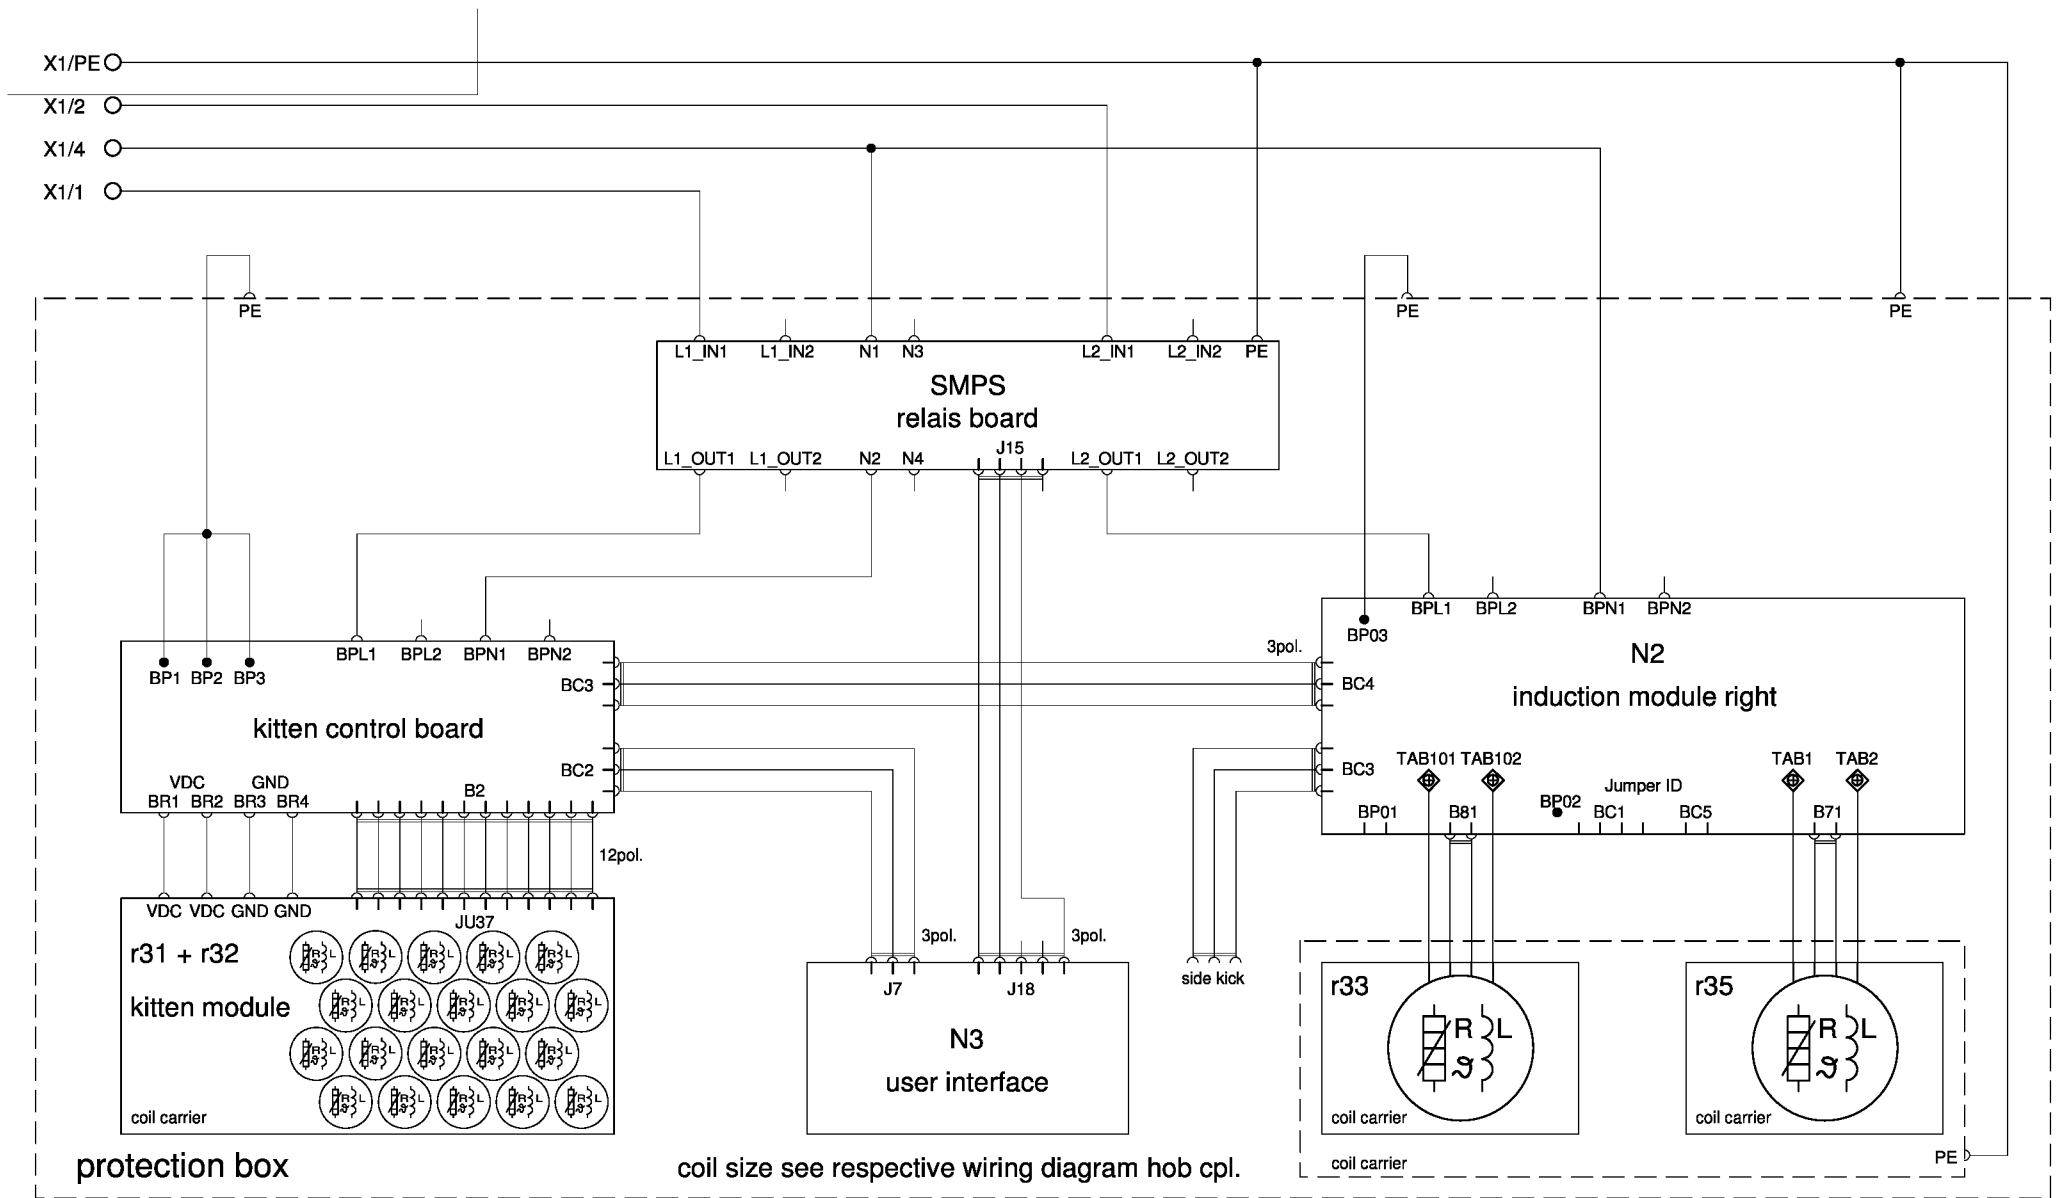 X1/PE
X1/2
X1/4
X1/1
PE PE PE
L1_IN1 L1_IN2 N1 N3 L2_IN1 L2_IN2 PE
SMPS
relais board
J15
L1_OUT1 L1_OUT2 N2 N4 L2_OUT1 L2_OUT2
BPL1 BPL2 BPN1 BPN2
BP03
BPL1 BPL2 BPN1 BPN2
3pol.
N2
BP1 BP2 BP3
BC3
BC4
induction module right
kitten control board
TAB101 TAB102 TAB1 TAB2
BC2
BC3
VDC GND
Jumper ID
BR1 BR2 BR3 BR4
B2
BP02
BP01 B81 BC1 BC5 B71
12pol.
VDC VDC GND GND
JU37
3pol. 3pol.
r31 + r32
side kick
J7 J18
r33
r35
kitten module
R L R L R L R L R L
ϑ ϑ ϑ ϑ ϑ
R L R L R L R L R L
ϑ ϑ ϑ ϑ ϑ
R L R L R L R L R L
ϑ ϑ ϑ ϑ ϑ
R L R L R L R L R L
ϑ ϑ ϑ ϑ ϑ
N3
user interface
R L
ϑ
R L
ϑ
coil carrier
coil carrier
coil carrier
protection box
coil size see respective wiring diagram hob cpl.
coil carrier
PE